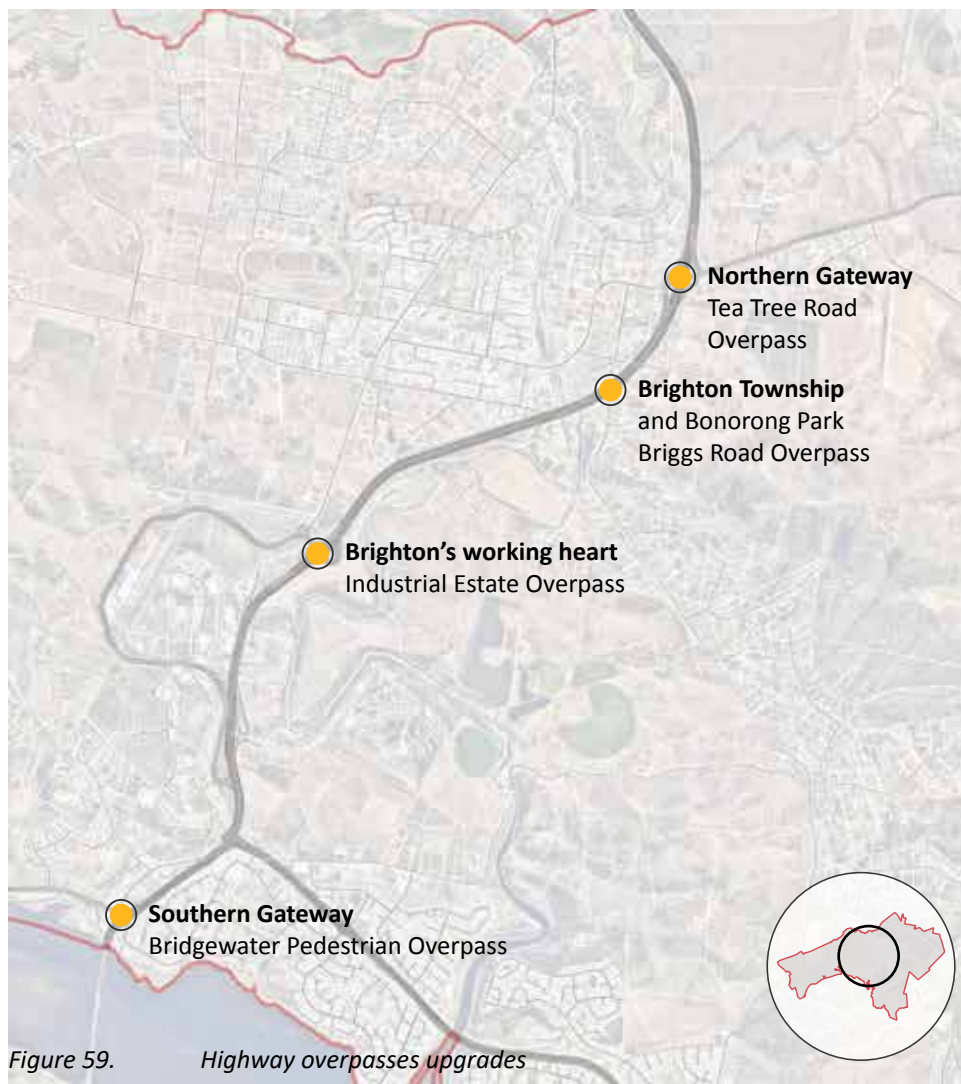 Northern Gateway
Tea Tree Road
Overpass
Brighton Township
and Bonorong Park
Briggs Road Overpass
Brighton's working heart
Industrial Estate Overpass
Southern Gateway
Bridgewater Pedestrian Overpass
Figure 59. Highway overpasses upgrades